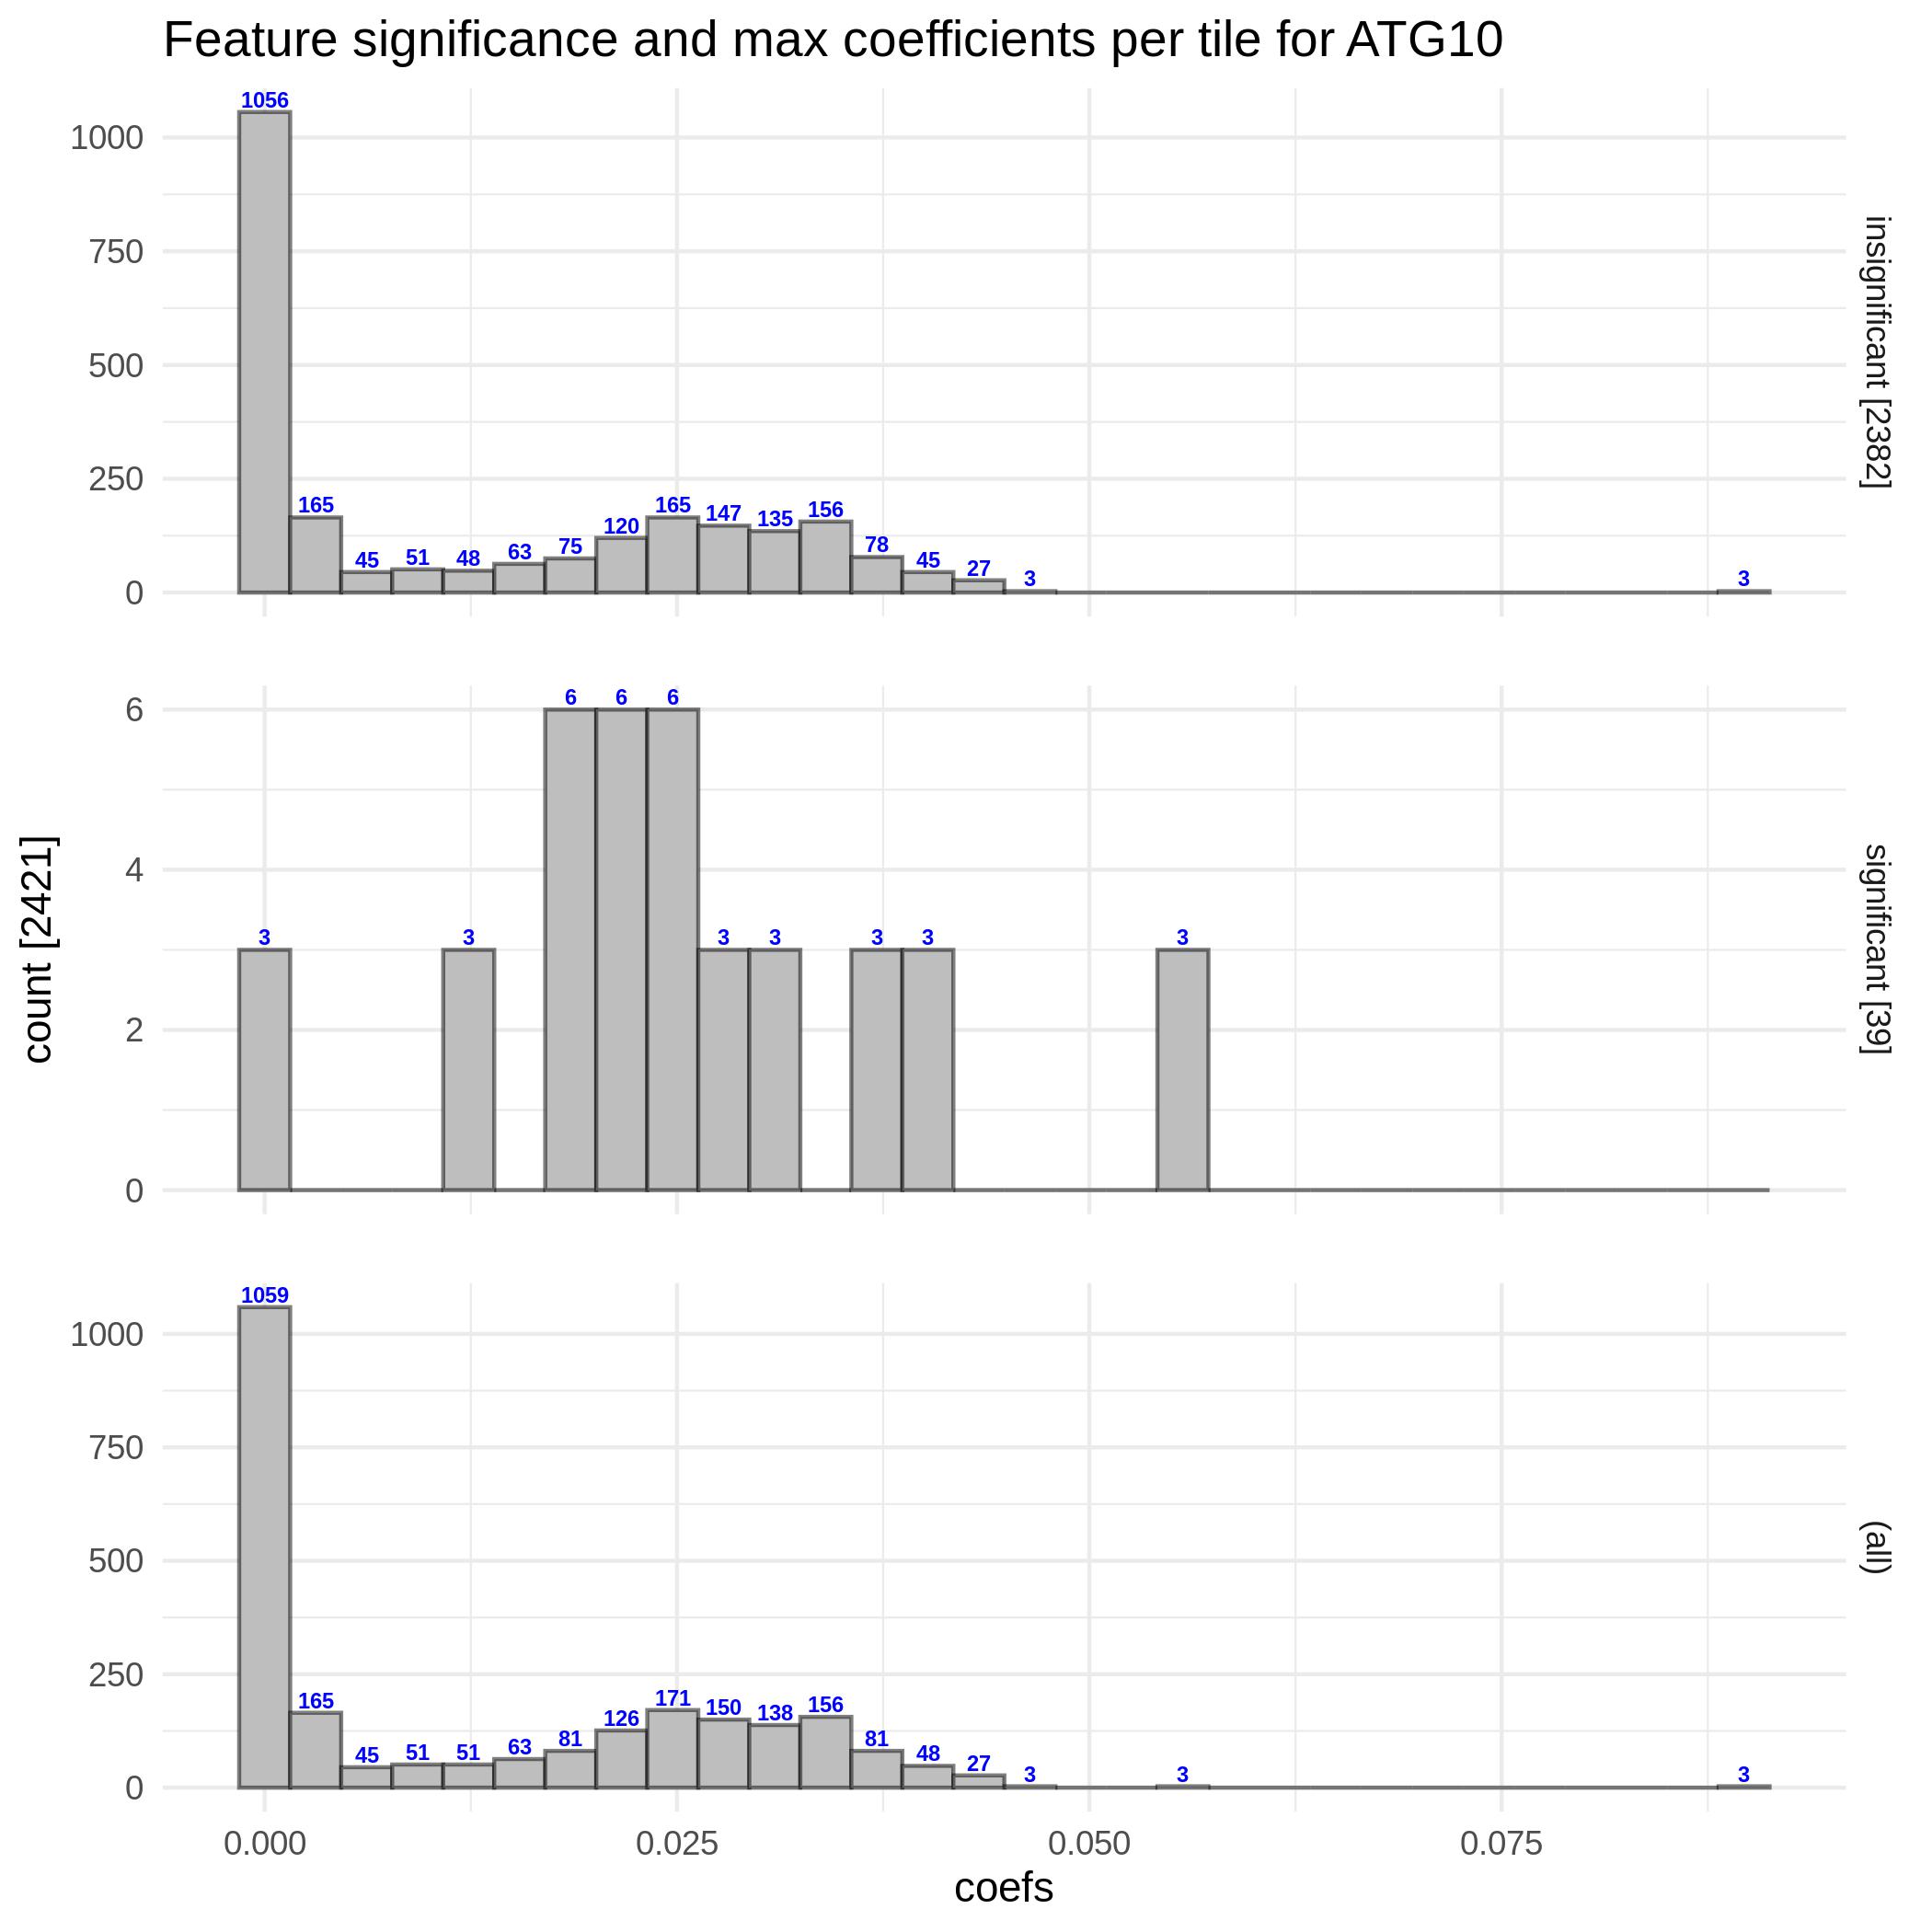 Feature significance and max coefficients per tile for ATG10
1056
1000
750
500
250
0
165 45 51 48 63 75 120 165 147 135 156 78 45 27 3 3
insignificant [2382]
count [2421]
6
4
2
0
3 3 6 6 6 3 3 3 3 3
significant [39]
1059
1000
750
500
250
0
165 45 51 51 63 81 126 171 150 138 156 81 48 27 3 3 3
(all)
0.000 0.025 0.050 0.075
coefs